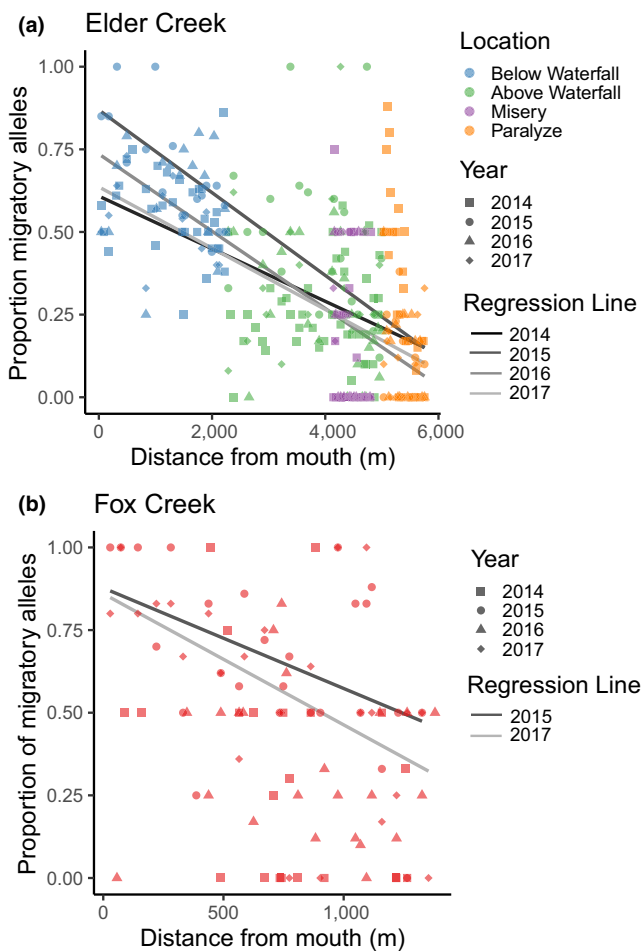 (a) Elder Creek
Proportion migratory alleles
1.00
0.75
0.50
0.25
0.00
0
2,000
4,000
6,000
Distance from mouth (m)
Location
Below Waterfall
Above Waterfall
Misery
Paralyze
Year
2014
2015
2016
2017
Regression Line
2014
2015
2016
2017
(b) Fox Creek
Proportion of migratory alleles
1.00
0.75
0.50
0.25
0.00
0
500
1,000
Distance from mouth (m)
Year
2014
2015
2016
2017
Regression Line
2015
2017